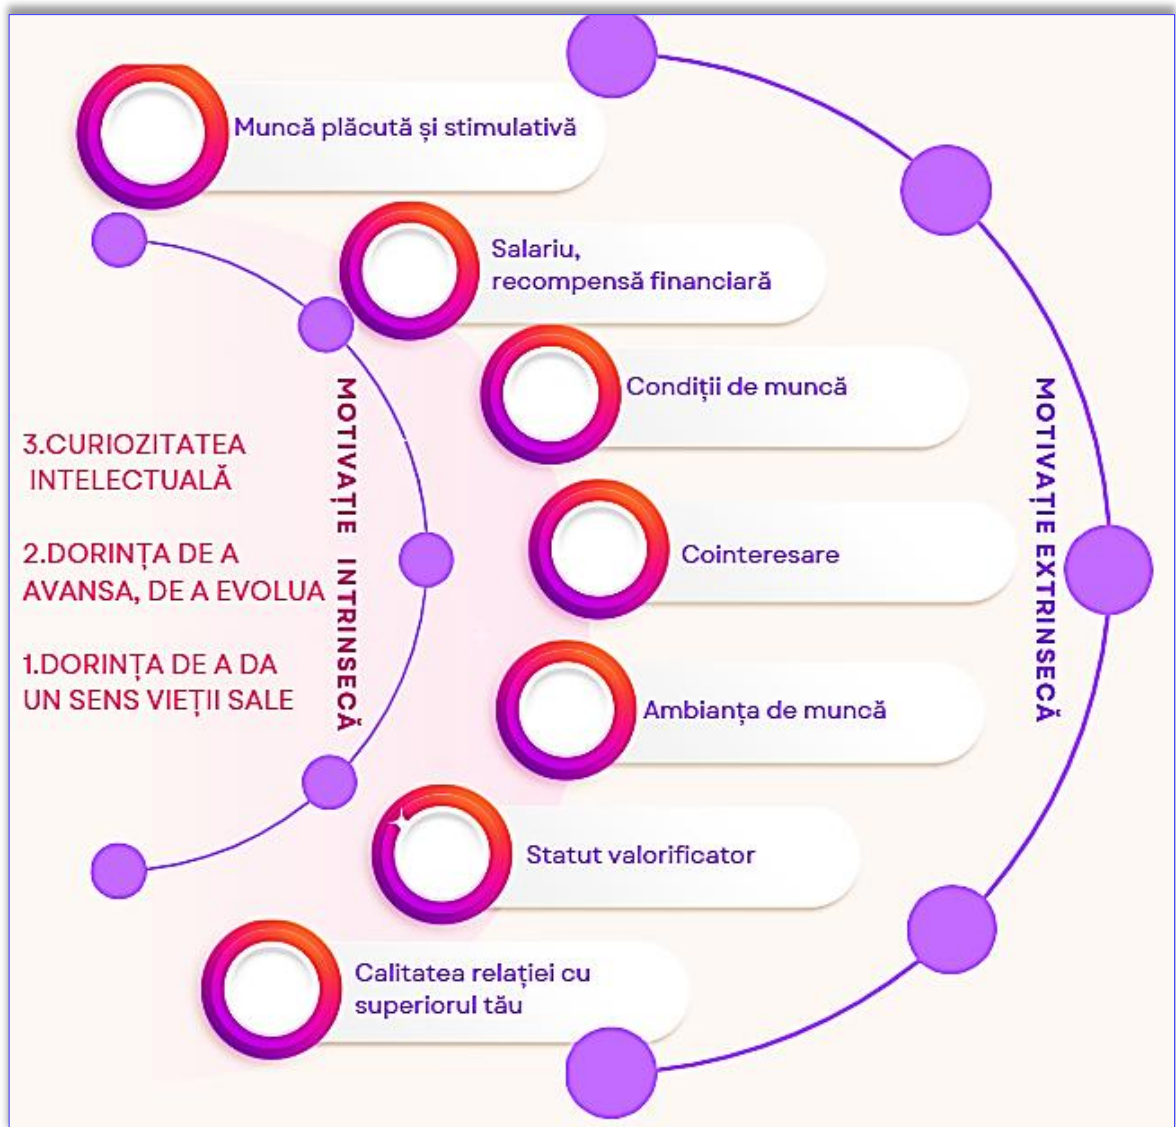 Muncă plăcută și stimulativă
Salariu,
recompensă financiară
Condiții de muncă
Cointeresare
Ambianța de muncă
Statut valorificator
Calitatea relației cu
superiorul tău
MOTIVAȚIE INTRINSECĂ
3.CURIOZITATEA
INTELECTUALĂ
2.DORINȚA DE A
AVANSA, DE A EVOLUA
1.DORINȚA DE A DA
UN SENS VIEȚII SALE
MOTIVAȚIE EXTRINSECĂ